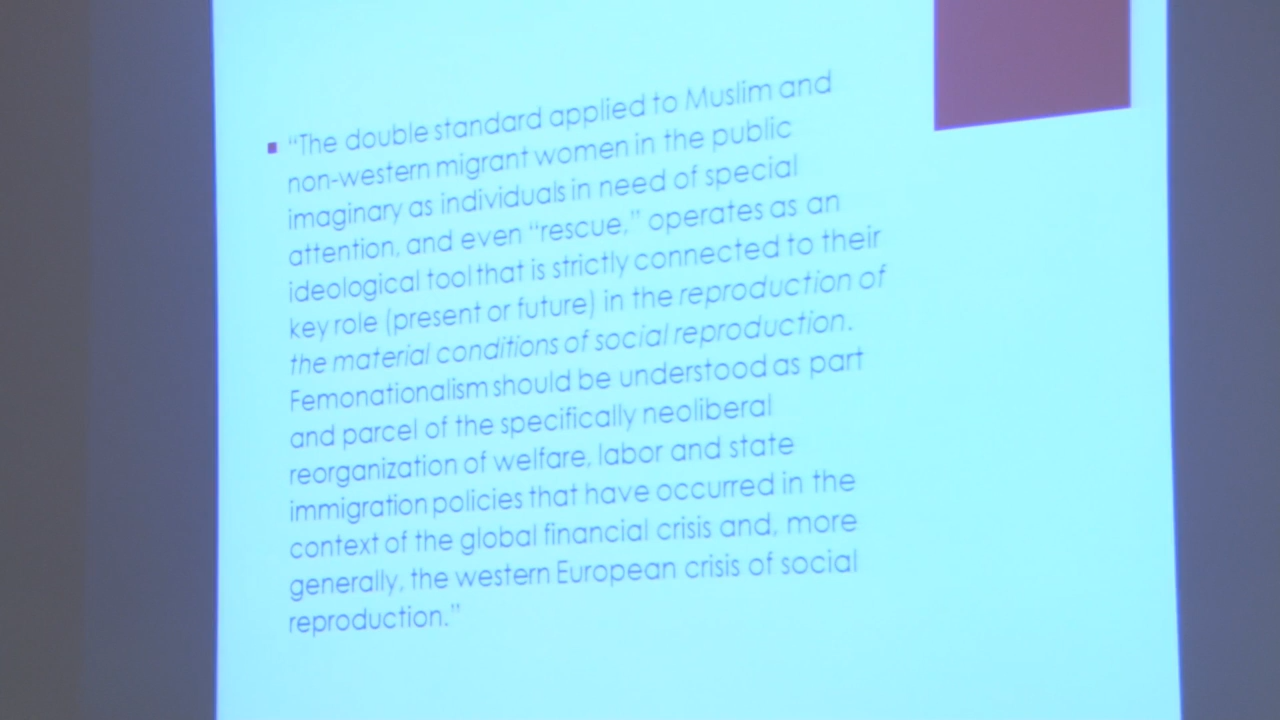 ▪ “The double standard applied to Muslim and
non-western migrant women in the public
imaginary as individuals in need of special
attention, and even “rescue,” operates as an
ideological tool that is strictly connected to their
key role (present or future) in the reproduction of
the material conditions of social reproduction.
Femonationalism should be understood as part
and parcel of the specifically neoliberal
reorganization of welfare, labor and state
immigration policies that have occurred in the
context of the global financial crisis and, more
generally, the western European crisis of social
reproduction.”